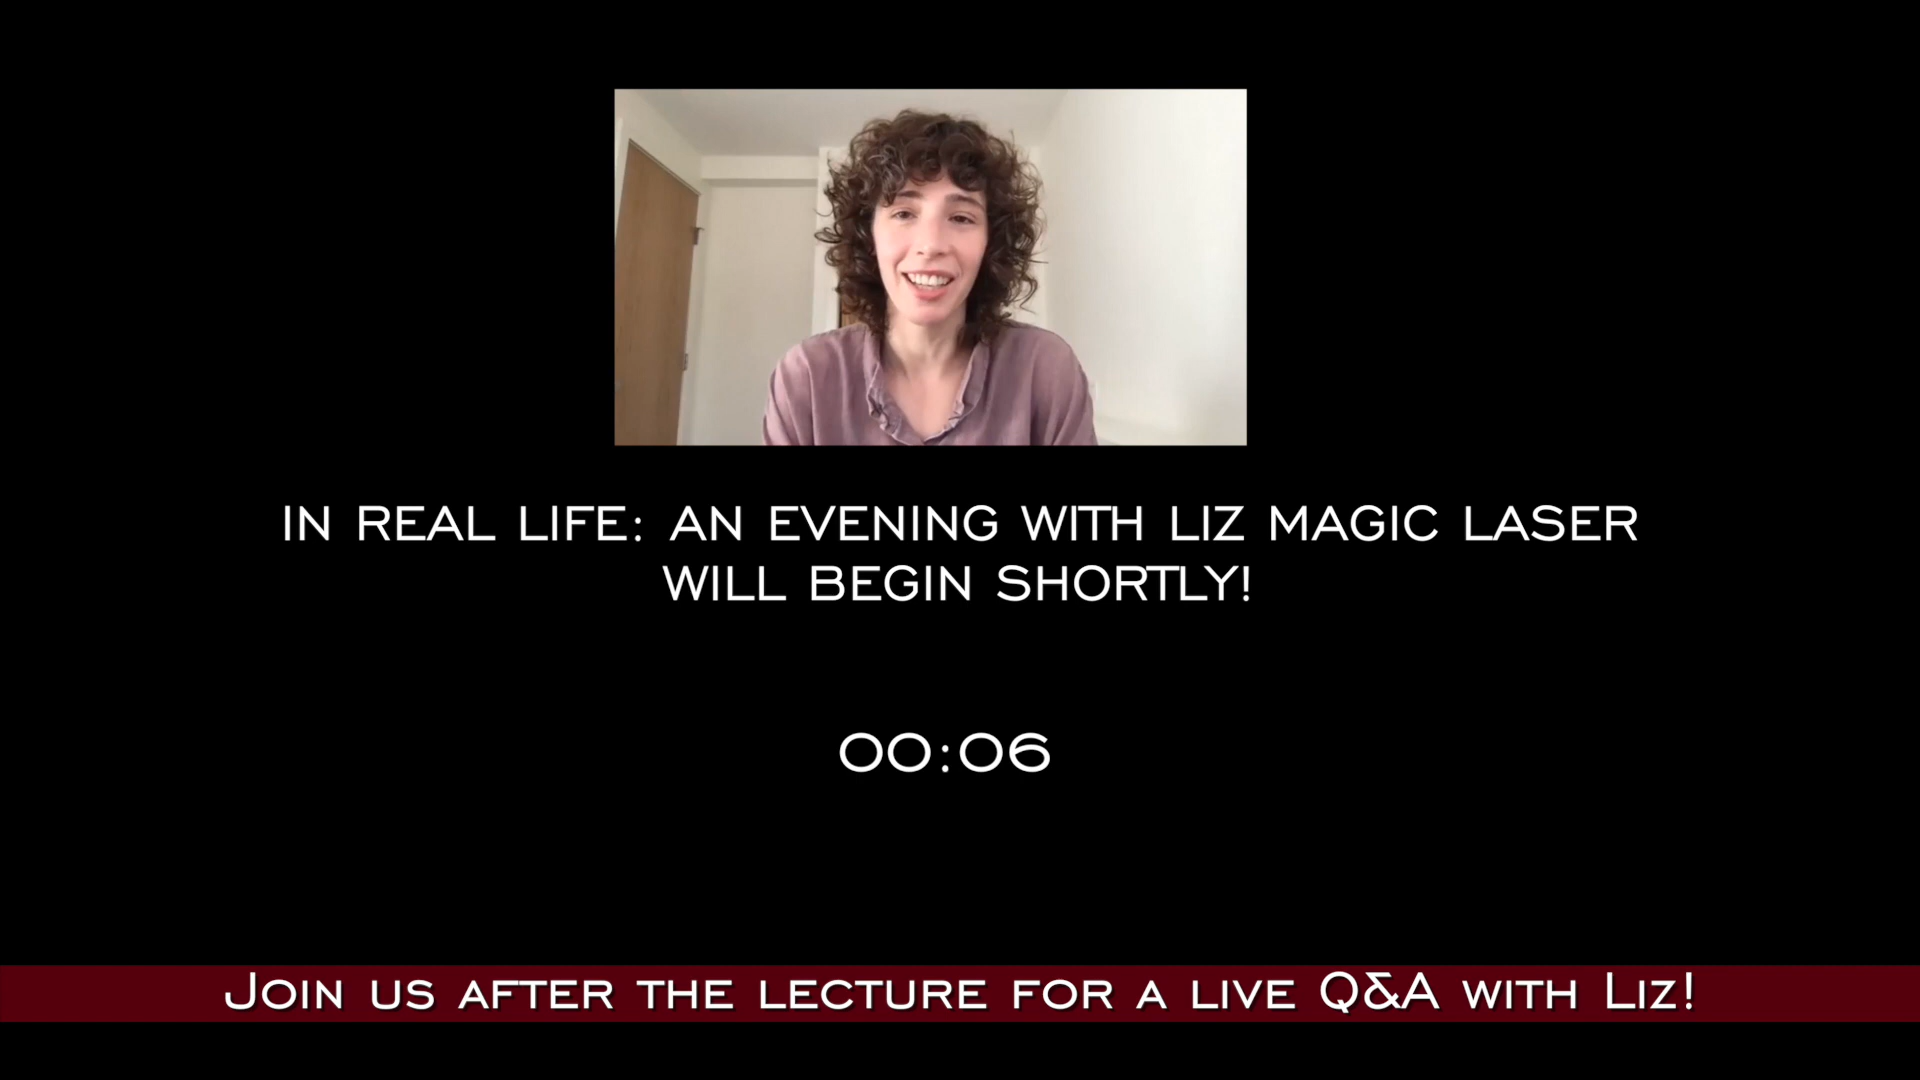 IN REAL LIFE: AN EVENING WITH LIZ MAGIC LASER
WILL BEGIN SHORTLY!
00:06
JOIN US AFTER THE LECTURE FOR A LIVE Q&A WITH LIZ!